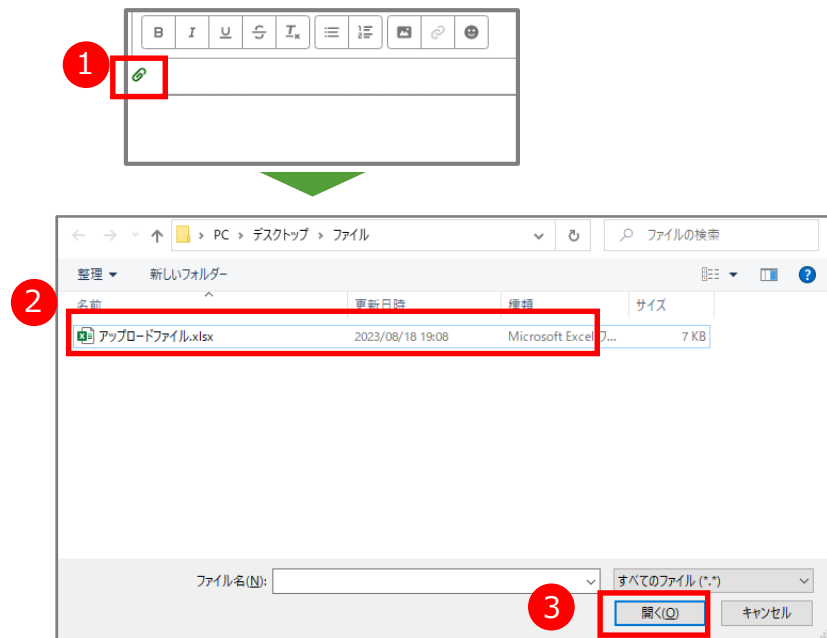 B I U S Tx
1
PC > デスクトップ > ファイル
ファイルの検索
整理 新しいフォルダー
?
2
名前 更新日時 種類 サイズ
アップロードファイル.xlsx 2023/08/18 19:08 Microsoft Excel ワ... 7 KB
ファイル名(N): すべてのファイル (*.*)
3
開く(O) キャンセル